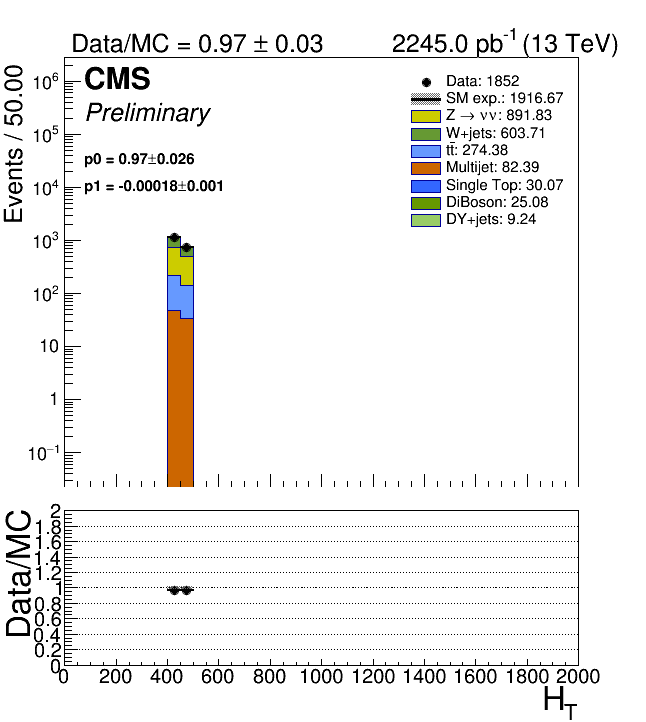 Data/MC = 0.97 ± 0.03
2245.0 pb⁻¹ (13 TeV)
Events / 50.00
10⁶
10⁵
10⁴
10³
10²
10
1
10⁻¹
CMS
Preliminary
p0 = 0.97±0.026
p1 = -0.00018±0.001
Data: 1852
SM exp.: 1916.67
Z → νν: 891.83
W+jets: 603.71
tt̄: 274.38
Multijet: 82.39
Single Top: 30.07
DiBoson: 25.08
DY+jets: 9.24
Data/MC
2
1.8
1.6
1.4
1.2
1
0.8
0.6
0.4
0.2
0
0 200 400 600 800 1000 1200 1400 1600 1800 2000
H_T